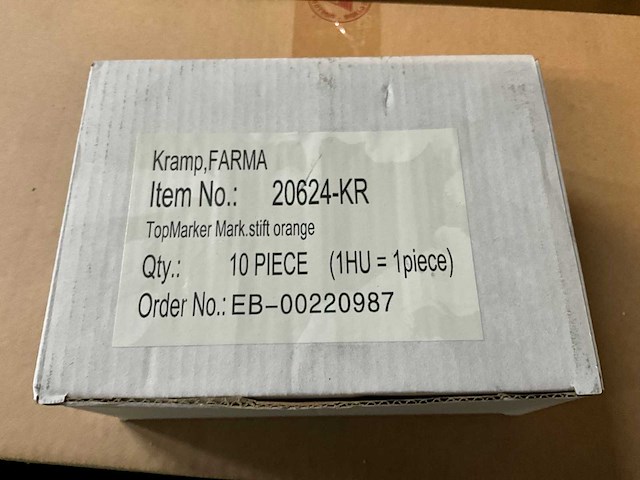 Kramp,FARMA
Item No.: 20624-KR
TopMarker Mark.stift orange
Qty.: 10 PIECE (1HU = 1piece)
Order No.: EB-00220987